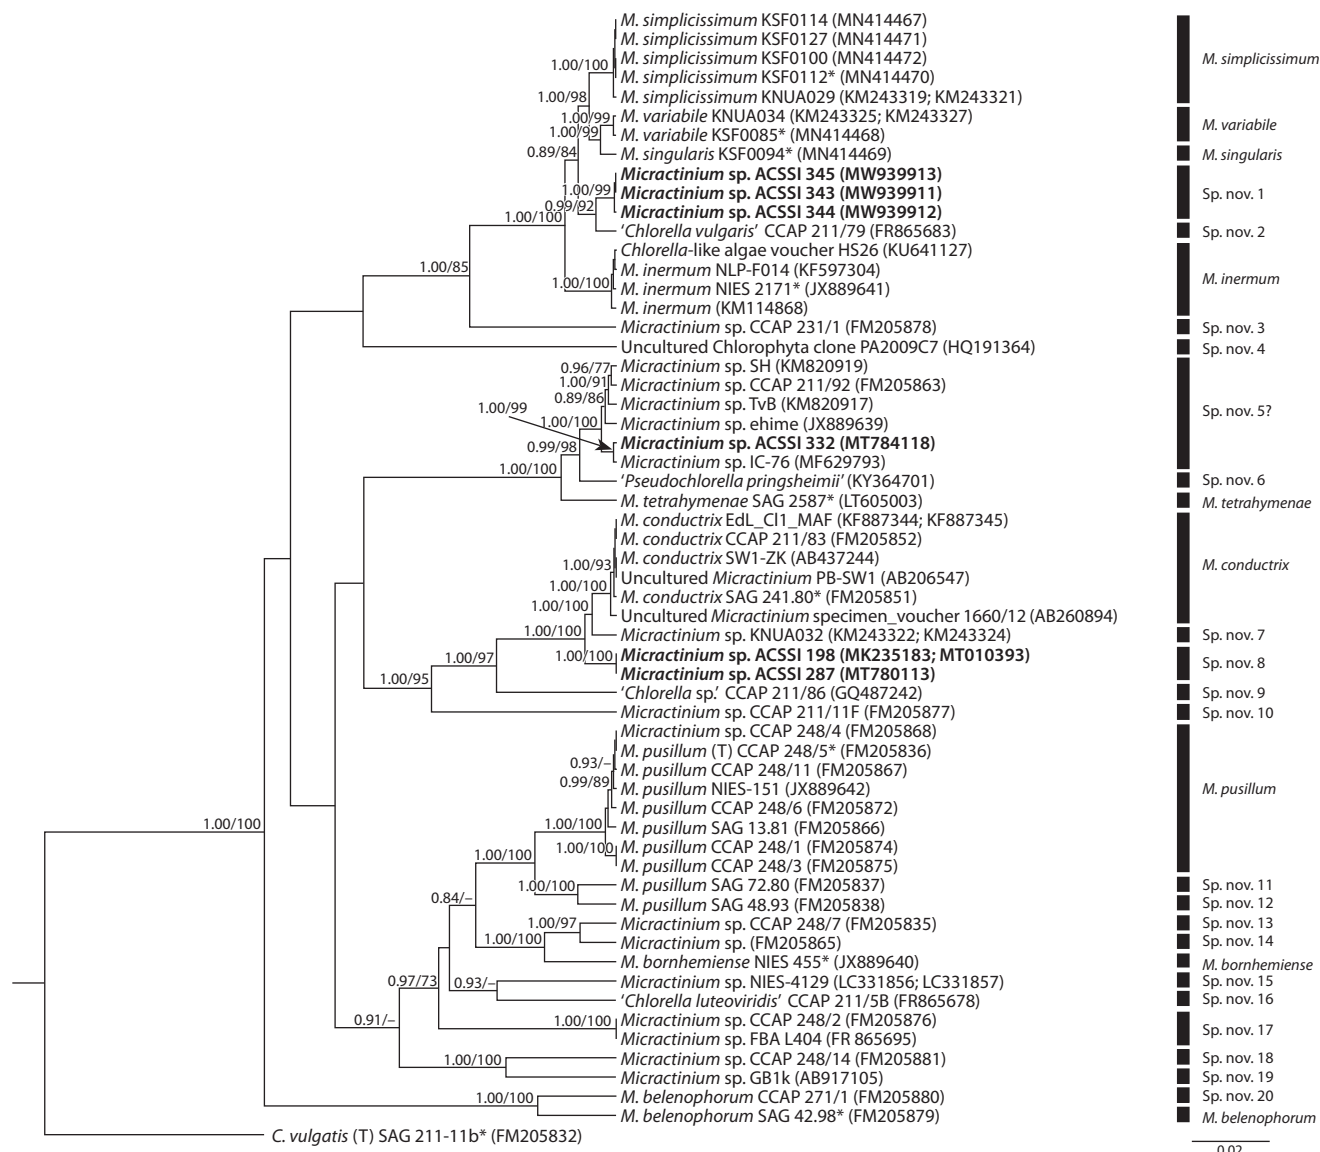 M. simplicissimum KSF0114 (MN414467)
M. simplicissimum KSF0127 (MN414471)
M. simplicissimum KSF0100 (MN414472)
1.00/100
M. simplicissimum KSF0112* (MN414470)
M. simplicissimum KNUA029 (KM243319; KM243321)
M. simplicissimum
1.00/98
1.00/99
M. variabile KNUA034 (KM243325; KM243327)
1.00/99
M. variabile KSF0085* (MN414468)
M. variabile
0.89/84
M. singularis KSF0094* (MN414469)
M. singularis
Micractinium sp. ACSSI 345 (MW939913)
1.00/99
Micractinium sp. ACSSI 343 (MW939911)
Sp. nov. 1
0.99/92
Micractinium sp. ACSSI 344 (MW939912)
1.00/100
'Chlorella vulgaris' CCAP 211/79 (FR865683)
Sp. nov. 2
Chlorella-like algae voucher HS26 (KU641127)
1.00/85
M. inermum NLP-F014 (KF597304)
M. inermum
1.00/100
M. inermum NIES 2171* (JX889641)
M. inermum (KM114868)
Micractinium sp. CCAP 231/1 (FM205878)
Sp. nov. 3
Uncultured Chlorophyta clone PA2009C7 (HQ191364)
Sp. nov. 4
0.96/77
Micractinium sp. SH (KM820919)
1.00/91
Micractinium sp. CCAP 211/92 (FM205863)
0.89/86
Micractinium sp. TvB (KM820917)
Sp. nov. 5?
1.00/99
1.00/100
Micractinium sp. ehime (JX889639)
0.99/98
Micractinium sp. ACSSI 332 (MT784118)
1.00/100
Micractinium sp. IC-76 (MF629793)
'Pseudochlorella pringsheimii' (KY364701)
Sp. nov. 6
M. tetrahymenae SAG 2587* (LT605003)
M. tetrahymenae
M. conductrix EdL_Cl1_MAF (KF887344; KF887345)
M. conductrix CCAP 211/83 (FM205852)
1.00/93
M. conductrix SW1-ZK (AB437244)
M. conductrix
1.00/100
Uncultured Micractinium PB-SW1 (AB206547)
M. conductrix SAG 241.80* (FM205851)
1.00/100
Uncultured Micractinium specimen_voucher 1660/12 (AB260894)
1.00/100
Micractinium sp. KNUA032 (KM243322; KM243324)
Sp. nov. 7
1.00/97
1.00/100
Micractinium sp. ACSSI 198 (MK235183; MT010393)
Sp. nov. 8
1.00/95
Micractinium sp. ACSSI 287 (MT780113)
'Chlorella sp.' CCAP 211/86 (GQ487242)
Sp. nov. 9
Micractinium sp. CCAP 211/11F (FM205877)
Sp. nov. 10
Micractinium sp. CCAP 248/4 (FM205868)
M. pusillum (T) CCAP 248/5* (FM205836)
0.93/–
M. pusillum CCAP 248/11 (FM205867)
0.99/89
M. pusillum NIES-151 (JX889642)
M. pusillum
M. pusillum CCAP 248/6 (FM205872)
1.00/100
1.00/100
M. pusillum SAG 13.81 (FM205866)
1.00/100
M. pusillum CCAP 248/1 (FM205874)
1.00/100
M. pusillum CCAP 248/3 (FM205875)
1.00/100
M. pusillum SAG 72.80 (FM205837)
Sp. nov. 11
0.84/–
M. pusillum SAG 48.93 (FM205838)
Sp. nov. 12
1.00/97
Micractinium sp. CCAP 248/7 (FM205835)
Sp. nov. 13
1.00/100
Micractinium sp. (FM205865)
Sp. nov. 14
M. bornhemiense NIES 455* (JX889640)
M. bornhemiense
0.97/73
0.93/–
Micractinium sp. NIES-4129 (LC331856; LC331857)
Sp. nov. 15
'Chlorella luteoviridis' CCAP 211/5B (FR865678)
Sp. nov. 16
0.91/–
1.00/100
Micractinium sp. CCAP 248/2 (FM205876)
Sp. nov. 17
Micractinium sp. FBA L404 (FR 865695)
1.00/100
Micractinium sp. CCAP 248/14 (FM205881)
Sp. nov. 18
Micractinium sp. GB1k (AB917105)
Sp. nov. 19
1.00/100
M. belenophorum CCAP 271/1 (FM205880)
Sp. nov. 20
M. belenophorum SAG 42.98* (FM205879)
M. belenophorum
C. vulgatis (T) SAG 211-11b* (FM205832)
0.02